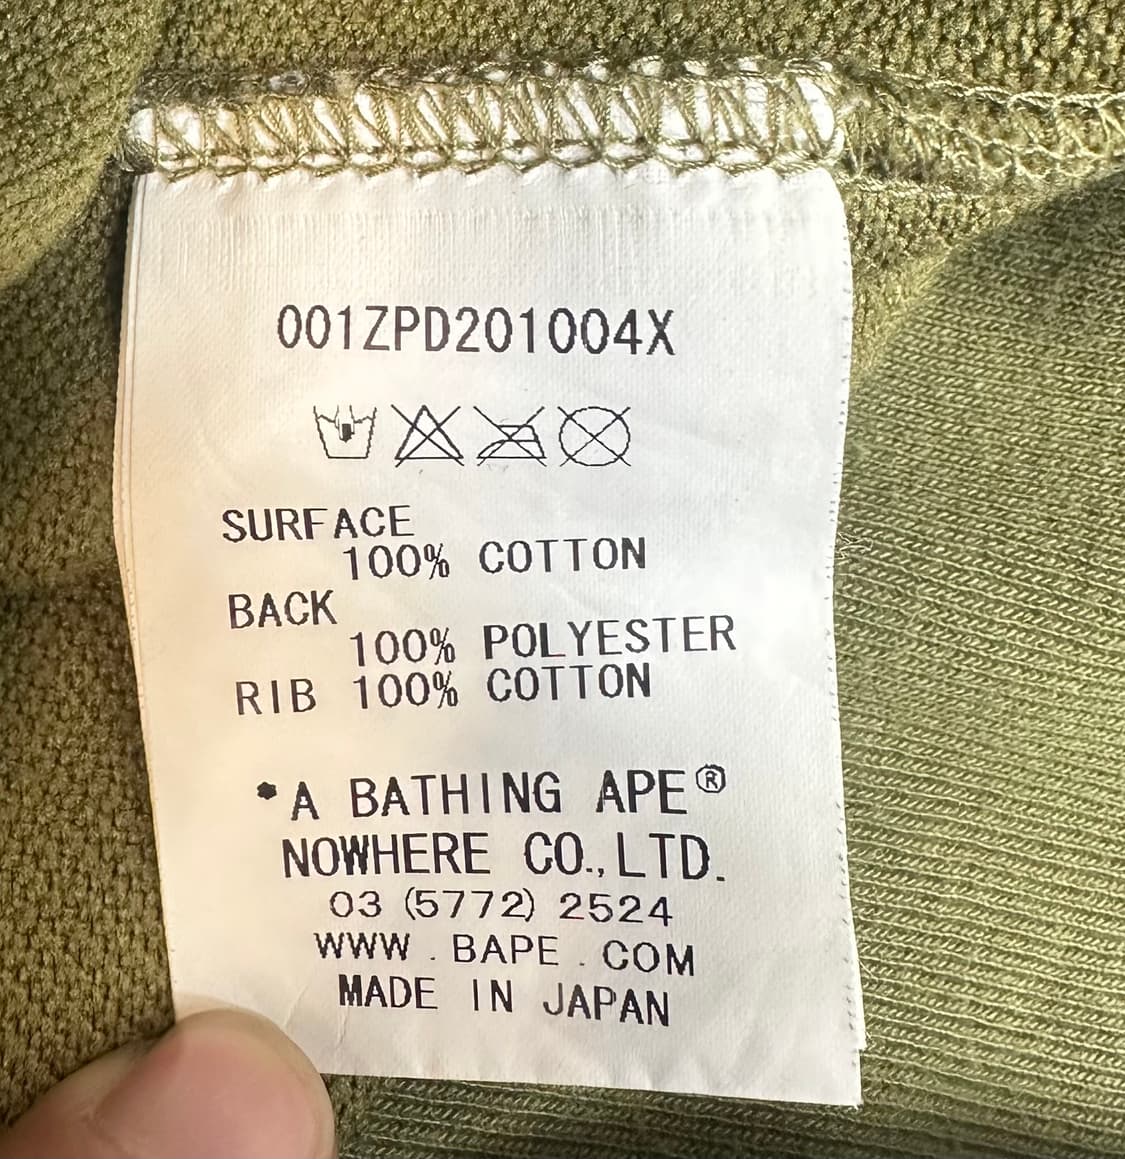 001ZPD201004X
SURFACE
100% COTTON
BACK
100% POLYESTER
RIB 100% COTTON
*A BATHING APE®
NOWHERE CO., LTD.
03 (5772) 2524
WWW . BAPE . COM
MADE IN JAPAN